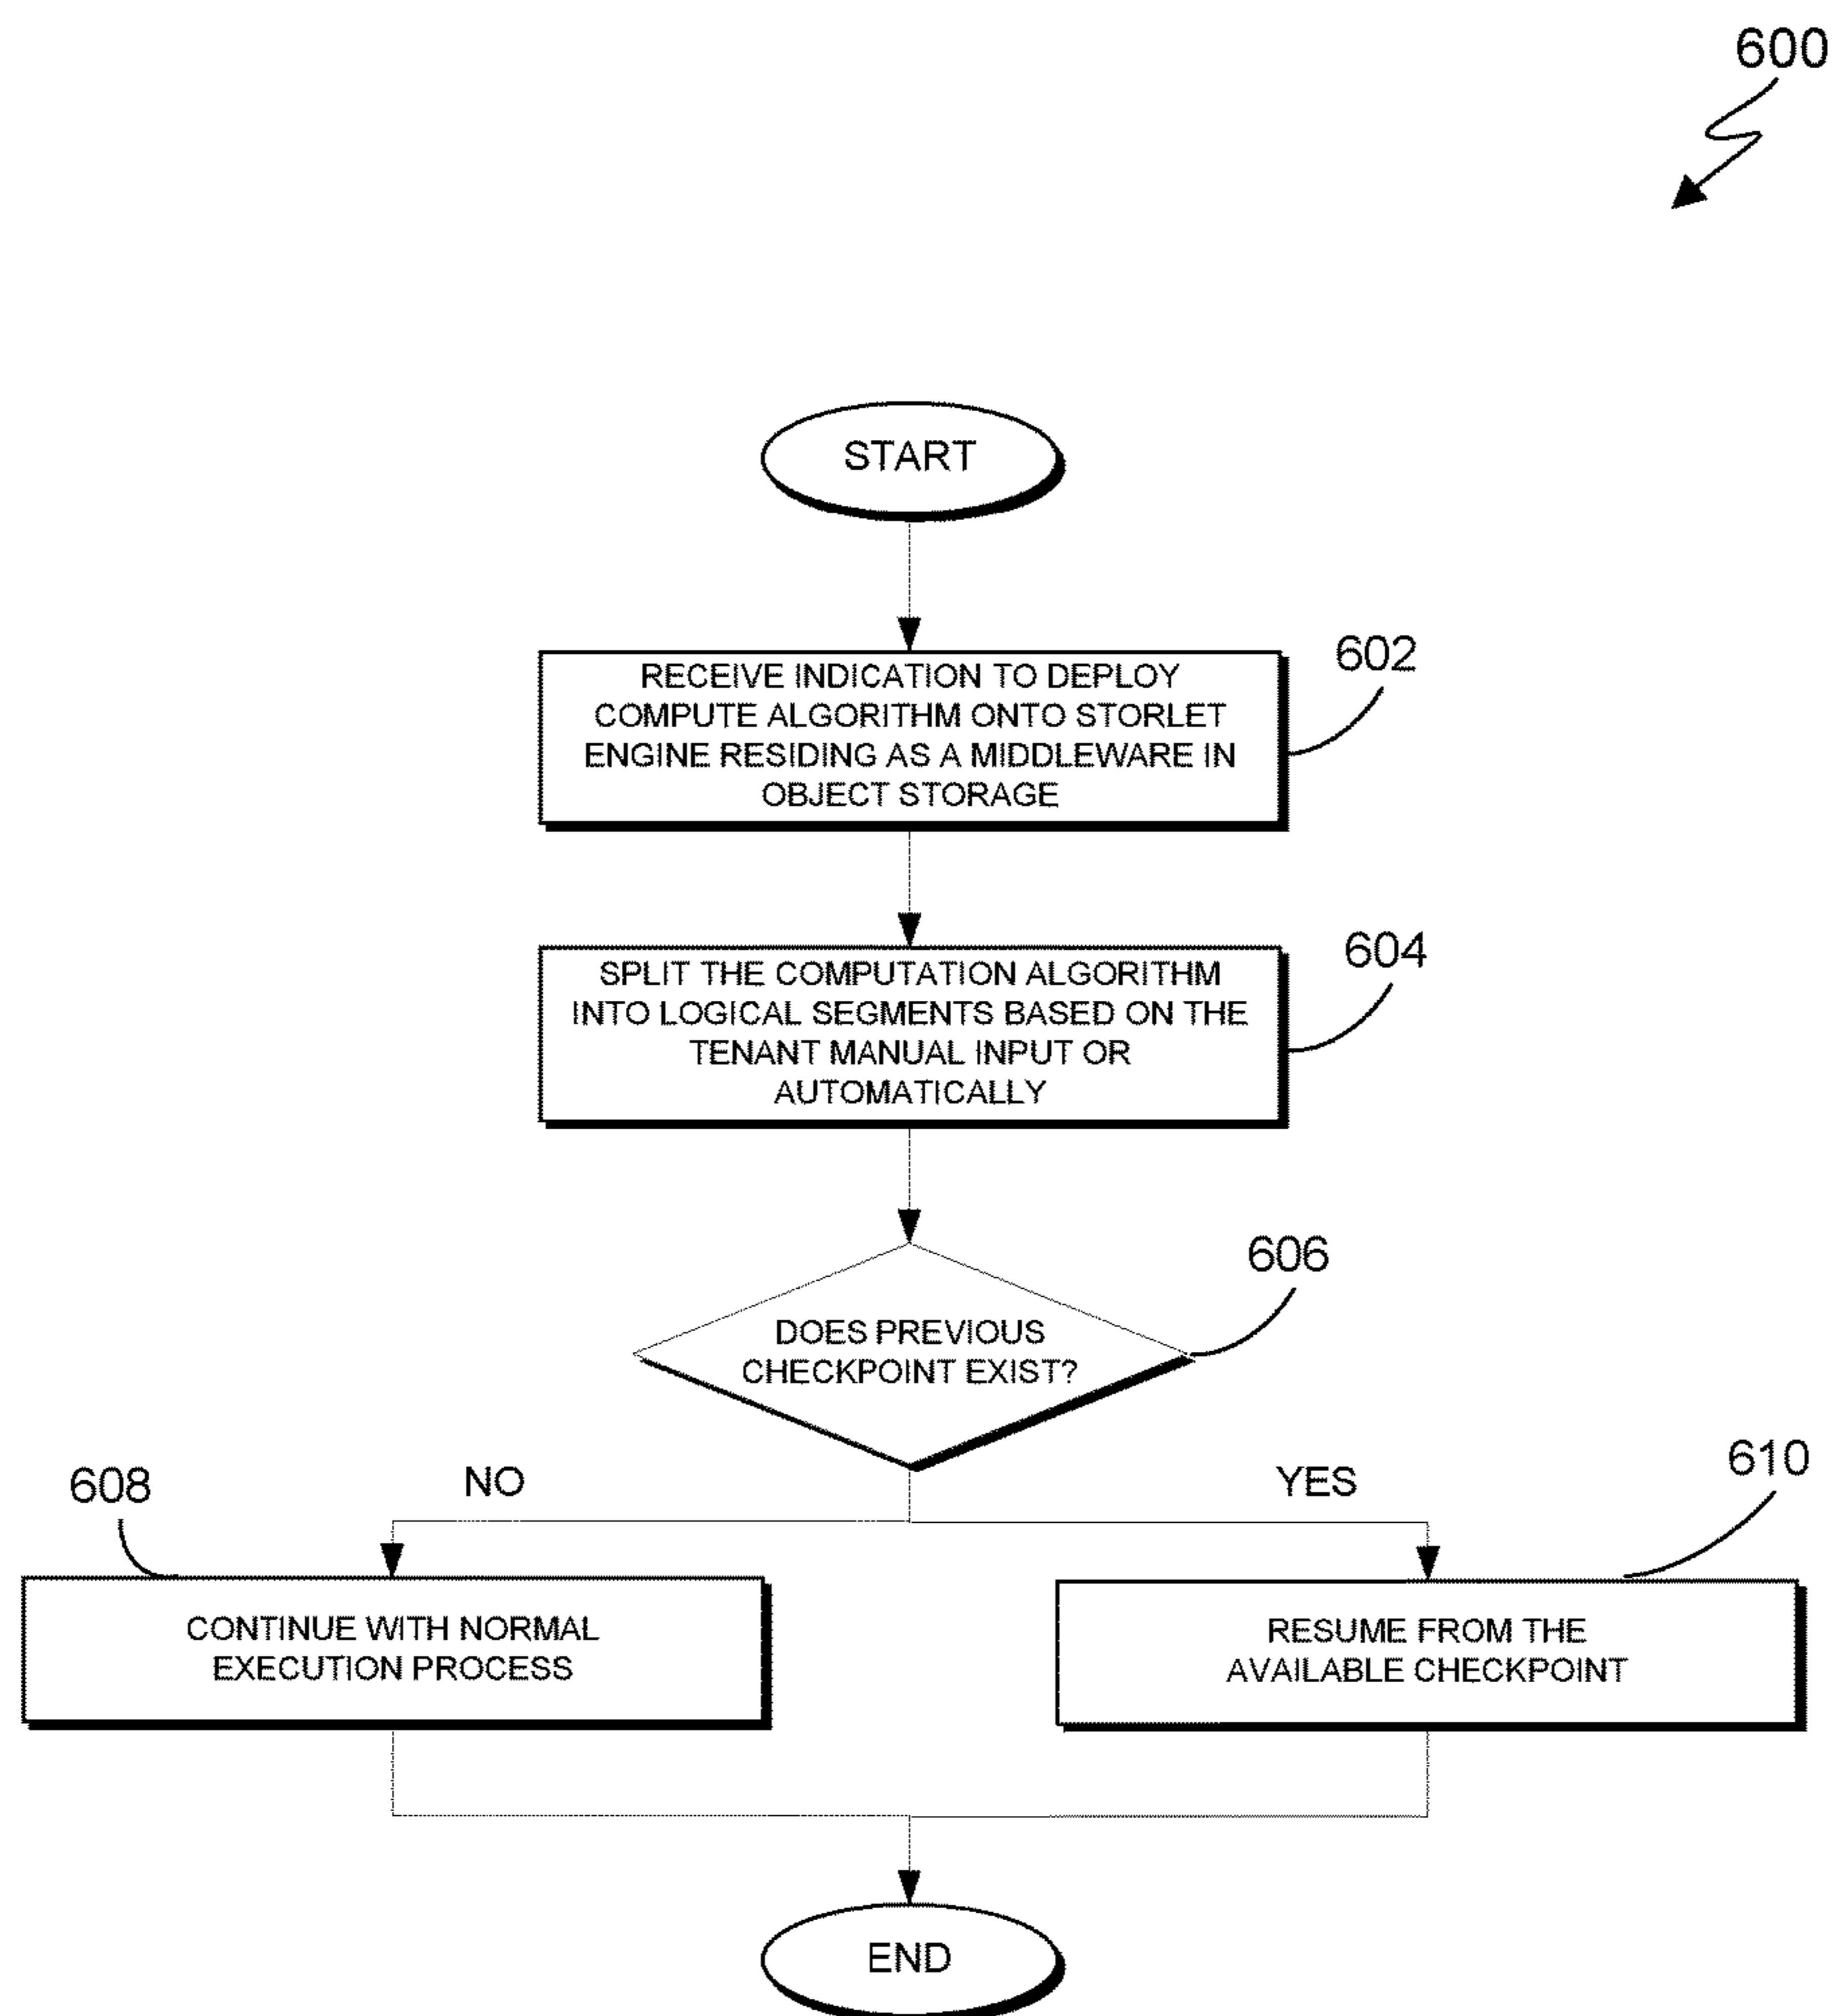 600
START
RECEIVE INDICATION TO DEPLOY
COMPUTE ALGORITHM ONTO STORLET
ENGINE RESIDING AS A MIDDLEWARE IN
OBJECT STORAGE
602
SPLIT THE COMPUTATION ALGORITHM
INTO LOGICAL SEGMENTS BASED ON THE
TENANT MANUAL INPUT OR
AUTOMATICALLY
604
DOES PREVIOUS
CHECKPOINT EXIST?
606
608
NO
YES
610
CONTINUE WITH NORMAL
EXECUTION PROCESS
RESUME FROM THE
AVAILABLE CHECKPOINT
END